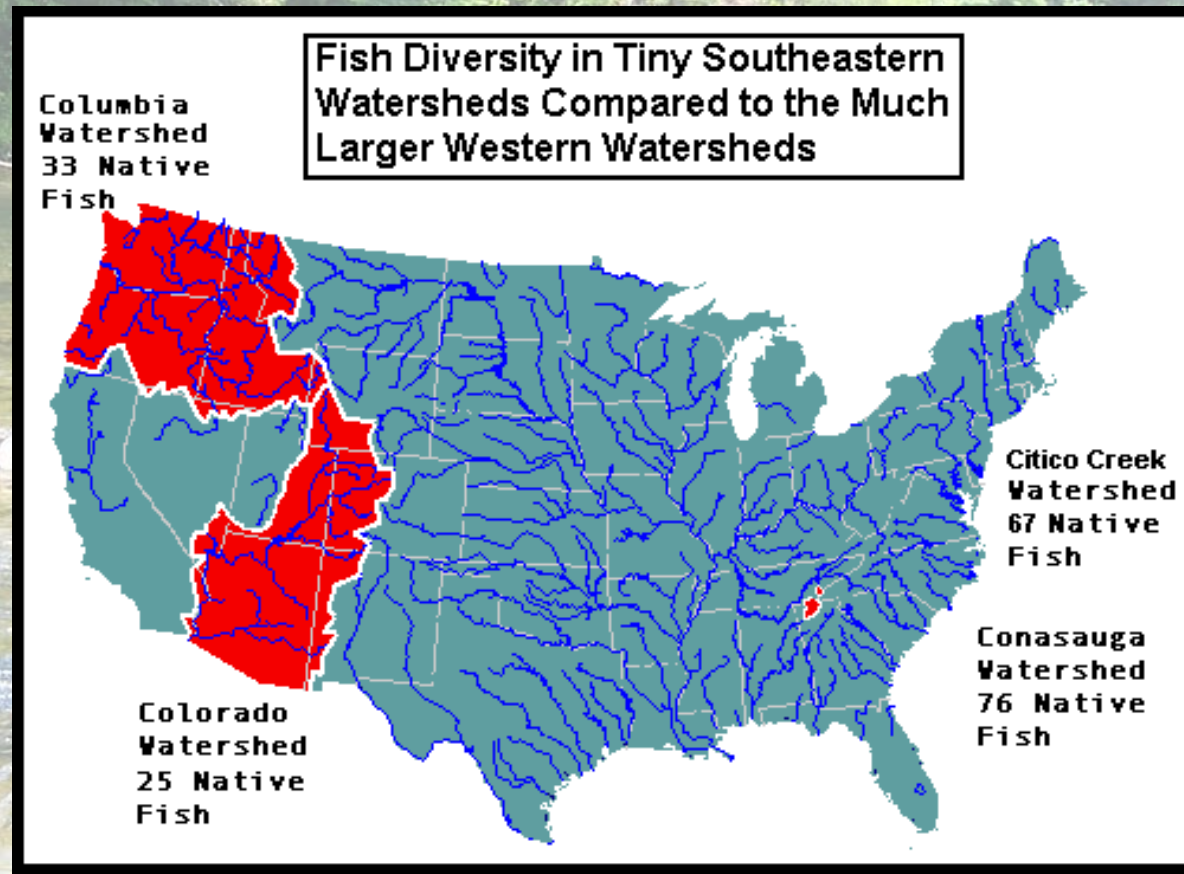 Fish Diversity in Tiny Southeastern
Watersheds Compared to the Much
Larger Western Watersheds
Columbia
Watershed
33 Native
Fish
Citico Creek
Watershed
67 Native
Fish
Conasauga
Watershed
76 Native
Fish
Colorado
Watershed
25 Native
Fish